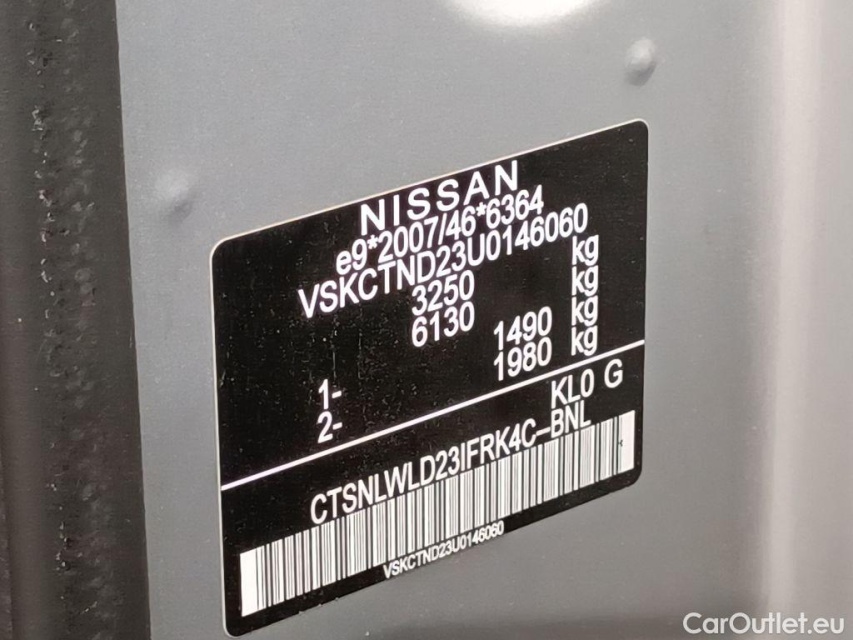 NISSAN
e9*2007/46*6364
VSKCTND23U0146060
3250 kg
6130 kg
1- 1490 kg
2- 1980 kg
KL0 G
CTSNLWLD23IFRK4C-BNL
VSKCTND23U0146060
CarOutlet.eu